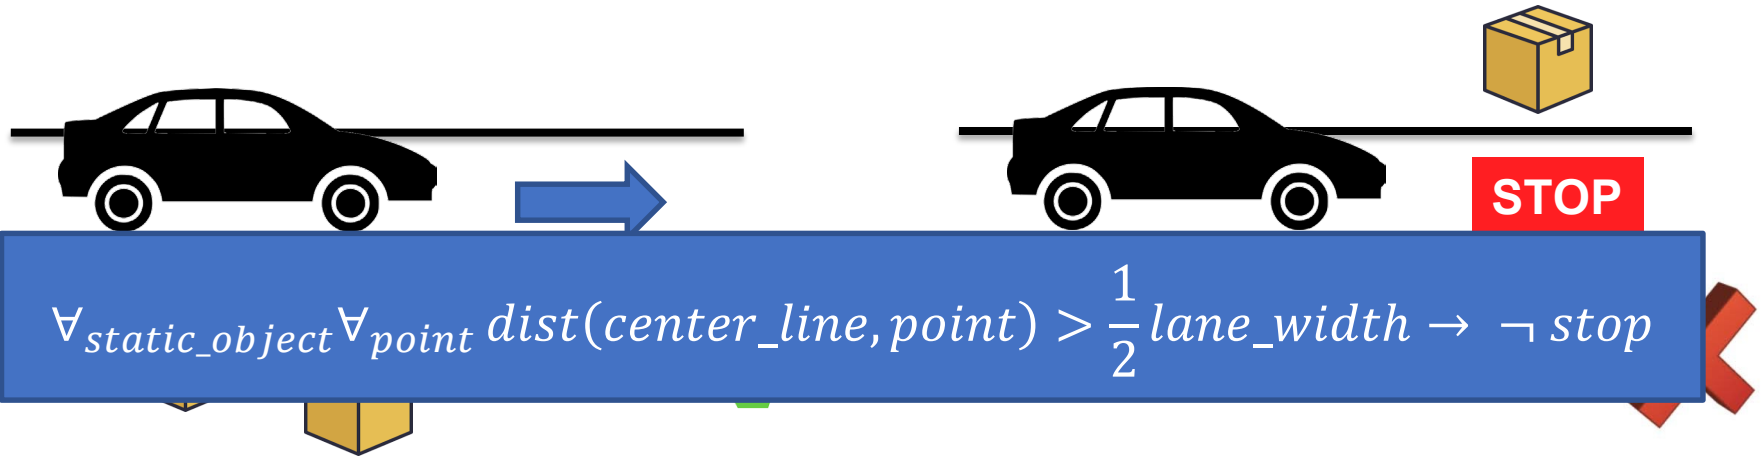 STOP
∀static_object ∀point dist(center_line, point) > 1/2 lane_width → ¬ stop